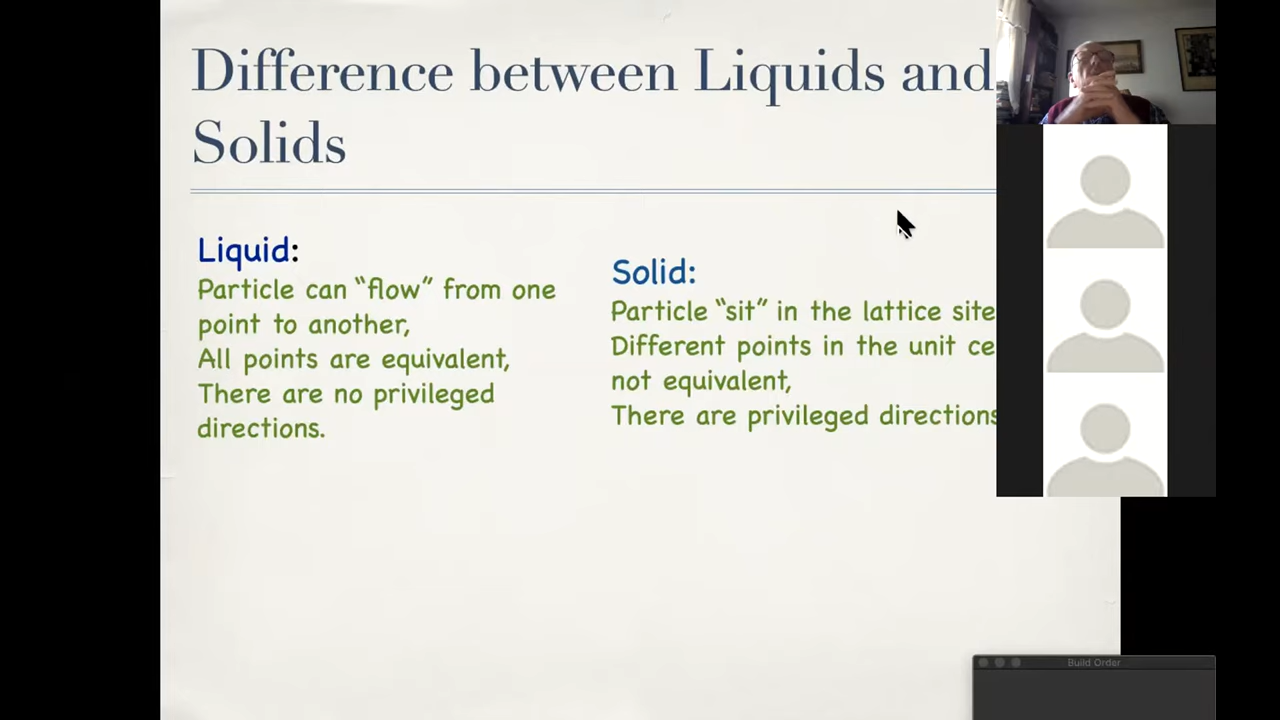 Difference between Liquids and
Solids
Liquid:
Particle can “flow” from one
point to another,
All points are equivalent,
There are no privileged
directions.
Solid:
Particle “sit” in the lattice site
Different points in the unit ce
not equivalent,
There are privileged directions
Build Order